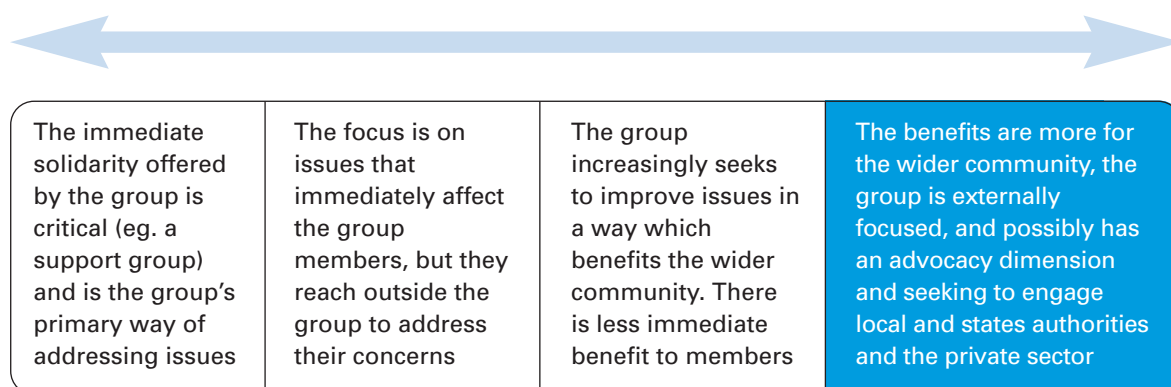 The immediate
solidarity offered
by the group is
critical (eg. a
support group)
and is the group's
primary way of
addressing issues
The focus is on
issues that
immediately affect
the group
members, but they
reach outside the
group to address
their concerns
The group
increasingly seeks
to improve issues in
a way which
benefits the wider
community. There
is less immediate
benefit to members
The benefits are more for
the wider community, the
group is externally
focused, and possibly has
an advocacy dimension
and seeking to engage
local and states authorities
and the private sector